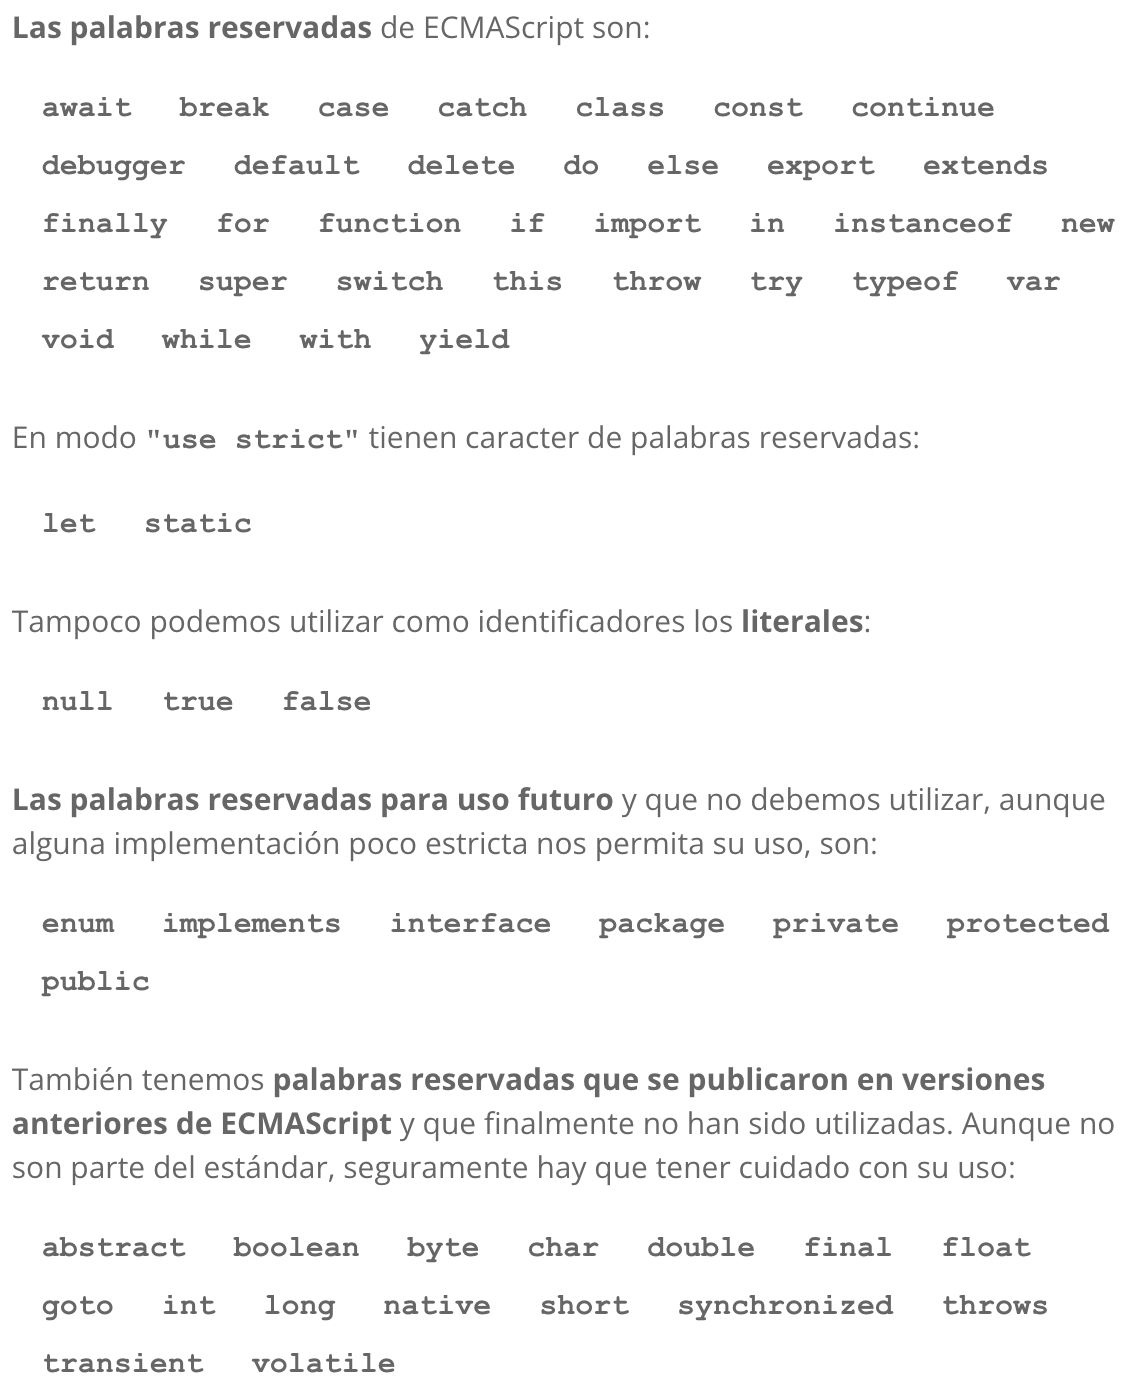 Las palabras reservadas de ECMAScript son:
await break case catch class const continue
debugger default delete do else export extends
finally for function if import in instanceof new
return super switch this throw try typeof var
void while with yield
En modo "use strict" tienen caracter de palabras reservadas:
let static
Tampoco podemos utilizar como identificadores los literales:
null true false
Las palabras reservadas para uso futuro y que no debemos utilizar, aunque
alguna implementación poco estricta nos permita su uso, son:
enum implements interface package private protected
public
También tenemos palabras reservadas que se publicaron en versiones
anteriores de ECMAScript y que finalmente no han sido utilizadas. Aunque no
son parte del estándar, seguramente hay que tener cuidado con su uso:
abstract boolean byte char double final float
goto int long native short synchronized throws
transient volatile